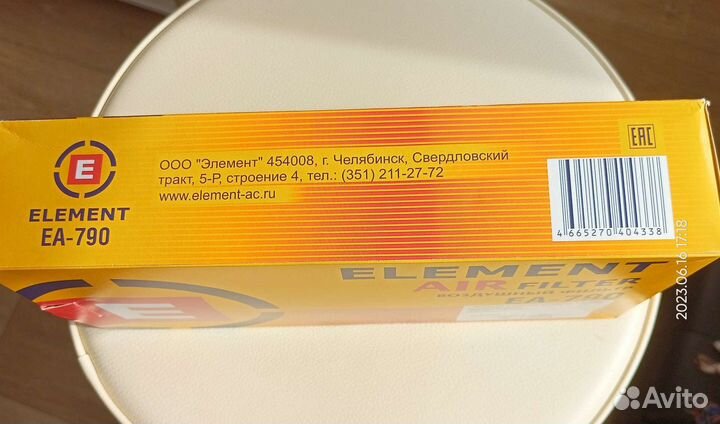 E
ELEMENT
EA-790
ООО "Элемент" 454008, г. Челябинск, Свердловский
тракт, 5-Р, строение 4, тел.: (351) 211-27-72
www.element-ac.ru
EAC
4 665270 404338
E
ELEMENT
AIR FILTER
ВОЗДУШНЫЙ ФИЛЬТР
EA-790
2023.06.16 17:18
Avito